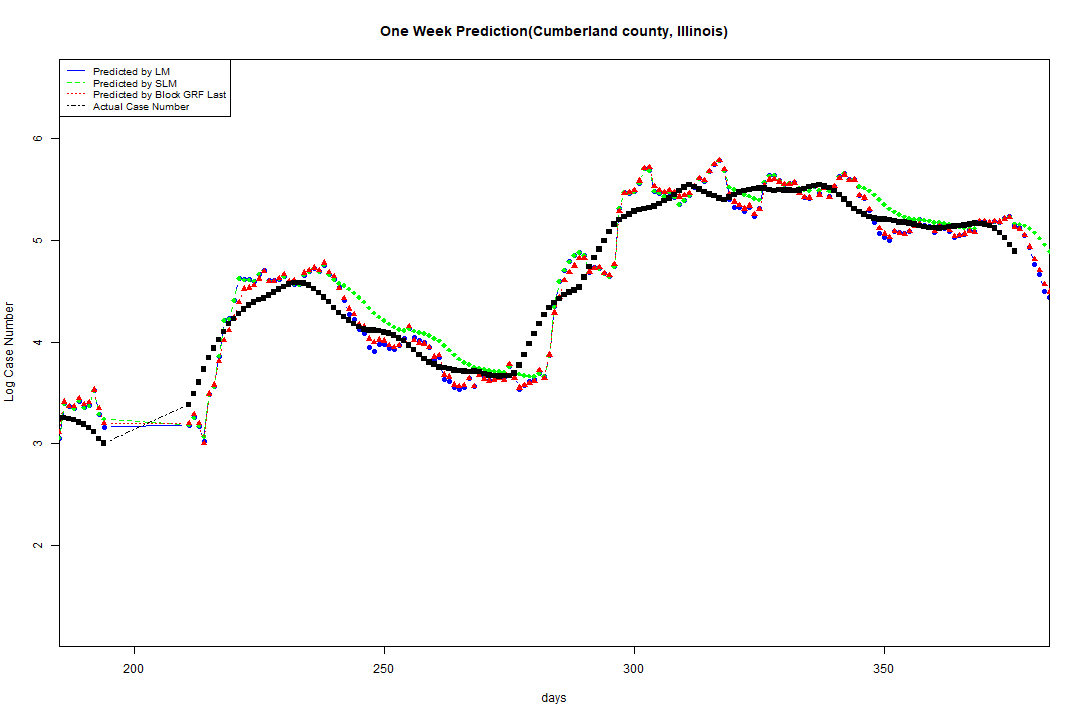 One Week Prediction(Cumberland county, Illinois)
Predicted by LM
Predicted by SLM
Predicted by Block GRF Last
Actual Case Number
6
5
4
3
2
Log Case Number
200
250
300
350
days